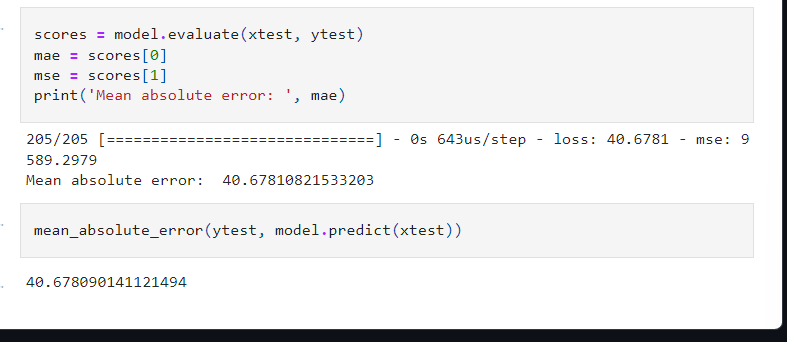 scores = model.evaluate(xtest, ytest)
mae = scores[0]
mse = scores[1]
print('Mean absolute error: ', mae)
205/205 [==============================] - 0s 643us/step - loss: 40.6781 - mse: 9
589.2979
Mean absolute error:  40.67810821533203
mean_absolute_error(ytest, model.predict(xtest))
40.678090141121494